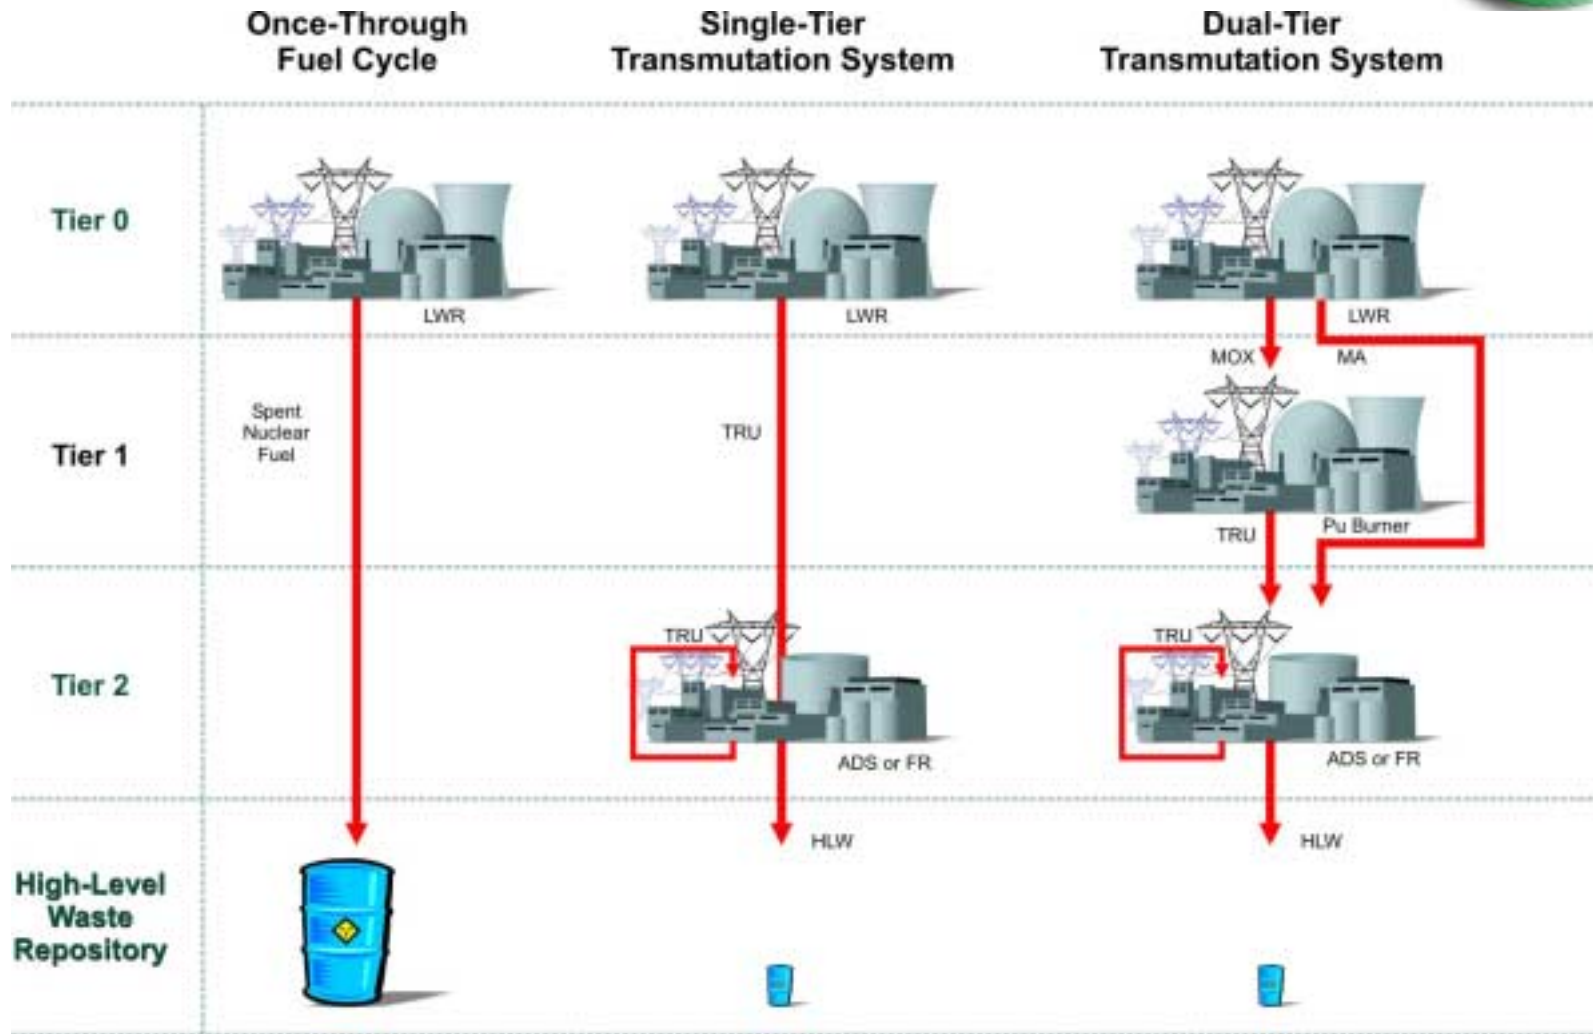 Once-Through
Fuel Cycle
Single-Tier
Transmutation System
Dual-Tier
Transmutation System
Tier 0
LWR
LWR
LWR
MOX
MA
Tier 1
Spent
Nuclear
Fuel
TRU
TRU
Pu Burner
Tier 2
TRU
ADS or FR
TRU
ADS or FR
High-Level
Waste
Repository
HLW
HLW